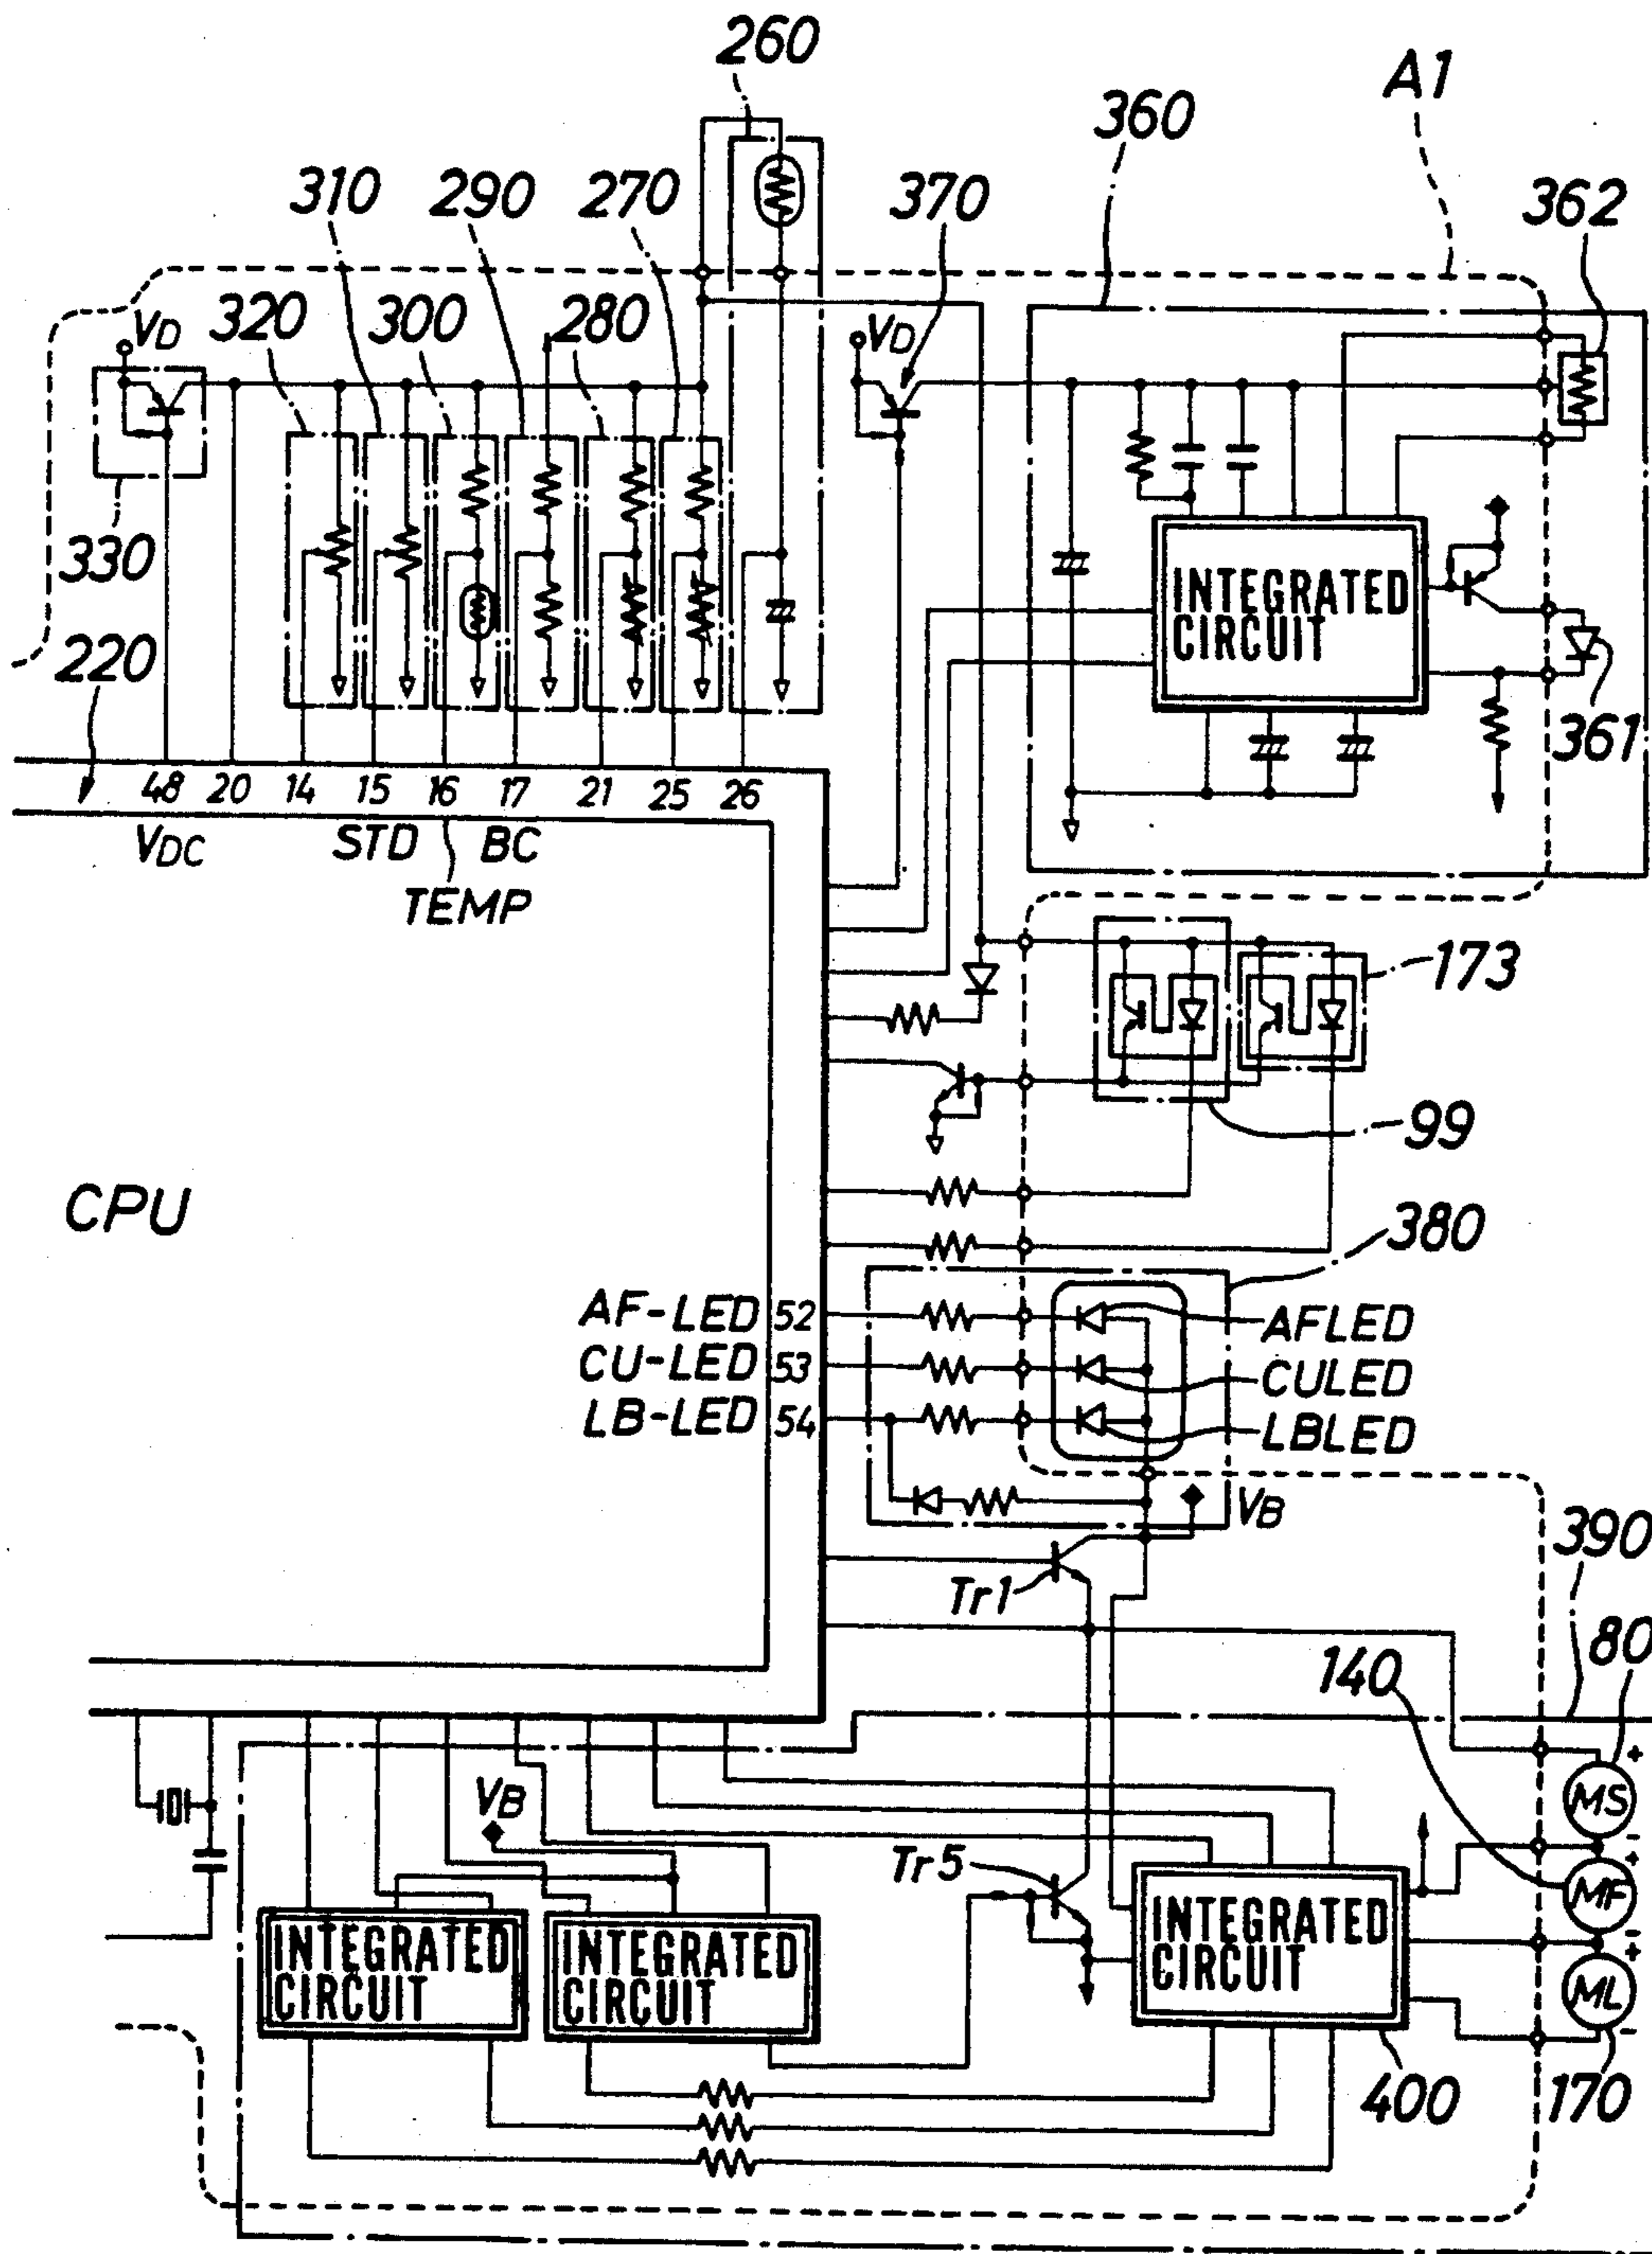 260
A1
360
310 290 270 370 362
320 300 280
VD
VD
330
INTEGRATED
CIRCUIT
220
361
48 20 14 15 16 17 21 25 26
VDC STD BC
TEMP
173
99
CPU
380
AF-LED 52 AFLED
CU-LED 53 CULED
LB-LED 54 LBLED
VB
390
Tr1
80
140
+
MS
VB
-
+
Tr5
MF
INTEGRATED
CIRCUIT
INTEGRATED
CIRCUIT
INTEGRATED
CIRCUIT
-
+
ML
-
400 170